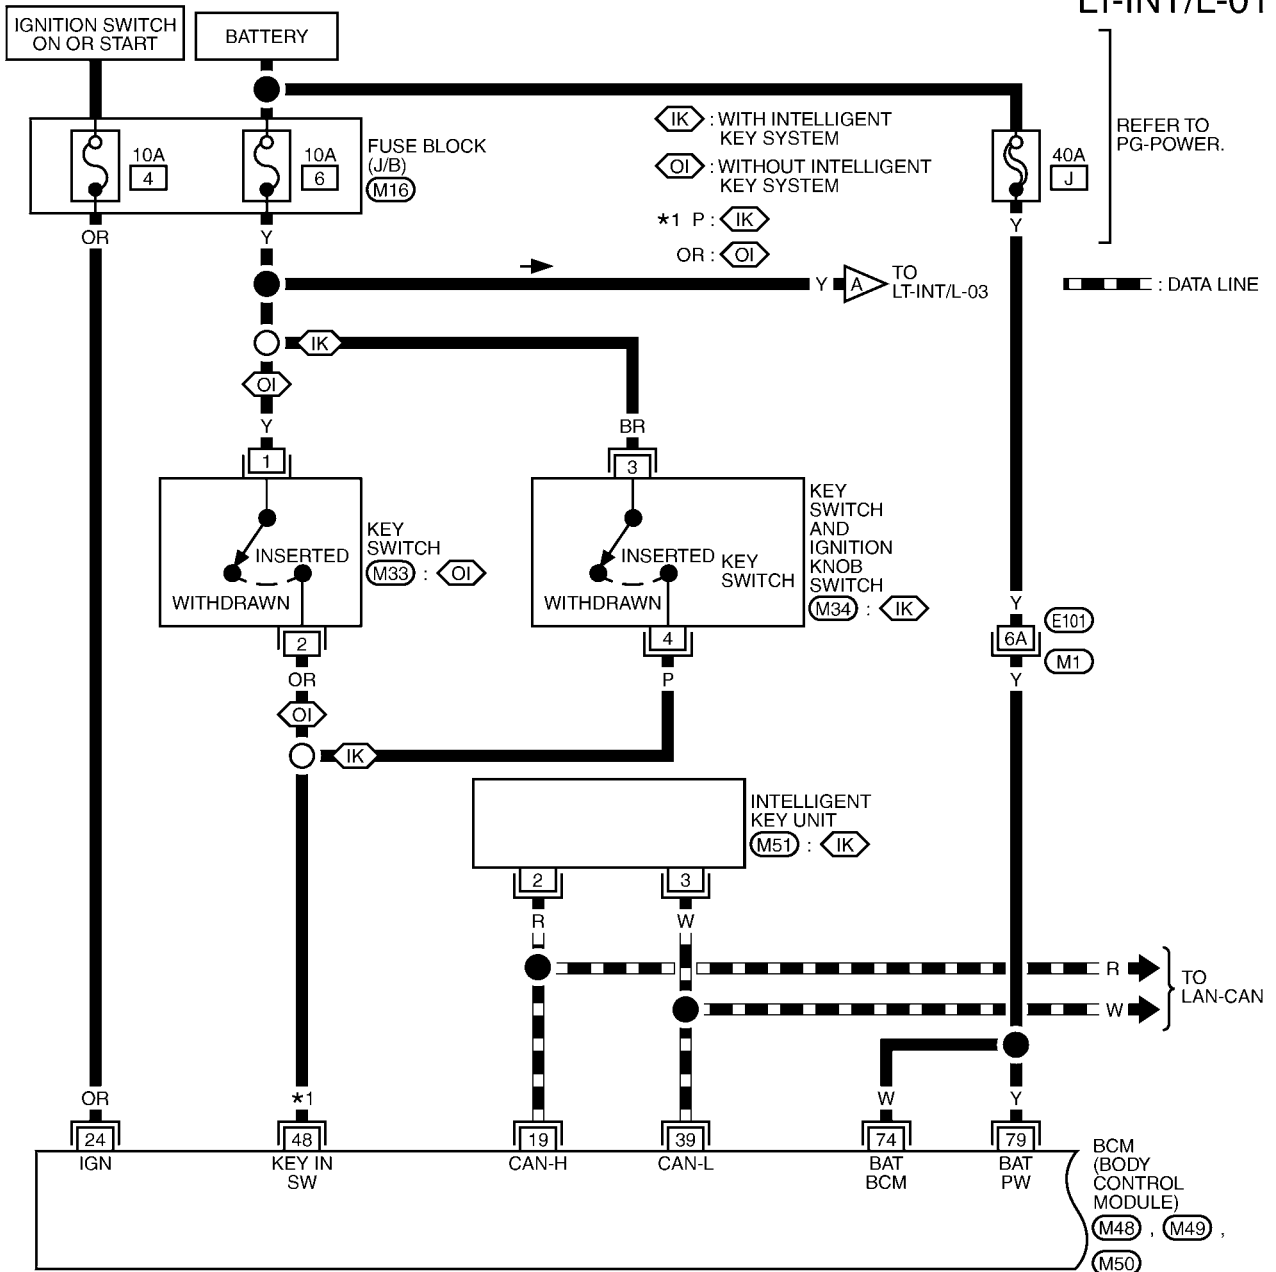 LT-INT/L-01
IGNITION SWITCH
ON OR START
BATTERY
10A
4
10A
6
FUSE BLOCK
(J/B)
M16
IK : WITH INTELLIGENT
KEY SYSTEM
OI : WITHOUT INTELLIGENT
KEY SYSTEM
*1 P : IK
OR : OI
40A
J
REFER TO
PG-POWER.
OR
Y
Y
Y
A
TO
LT-INT/L-03
: DATA LINE
IK
OI
Y
BR
1
3
INSERTED
WITHDRAWN
KEY
SWITCH
M33 : OI
INSERTED
WITHDRAWN
KEY
SWITCH
KEY
SWITCH
AND
IGNITION
KNOB
SWITCH
M34 : IK
2
OR
OI
4
P
IK
Y
6A
E101
M1
Y
INTELLIGENT
KEY UNIT
M51 : IK
2
3
R
W
R
W
TO
LAN-CAN
OR
*1
W
Y
24
48
19
39
74
79
IGN
KEY IN
SW
CAN-H
CAN-L
BAT
BCM
BAT
PW
BCM
(BODY
CONTROL
MODULE)
M48 , M49 ,
M50